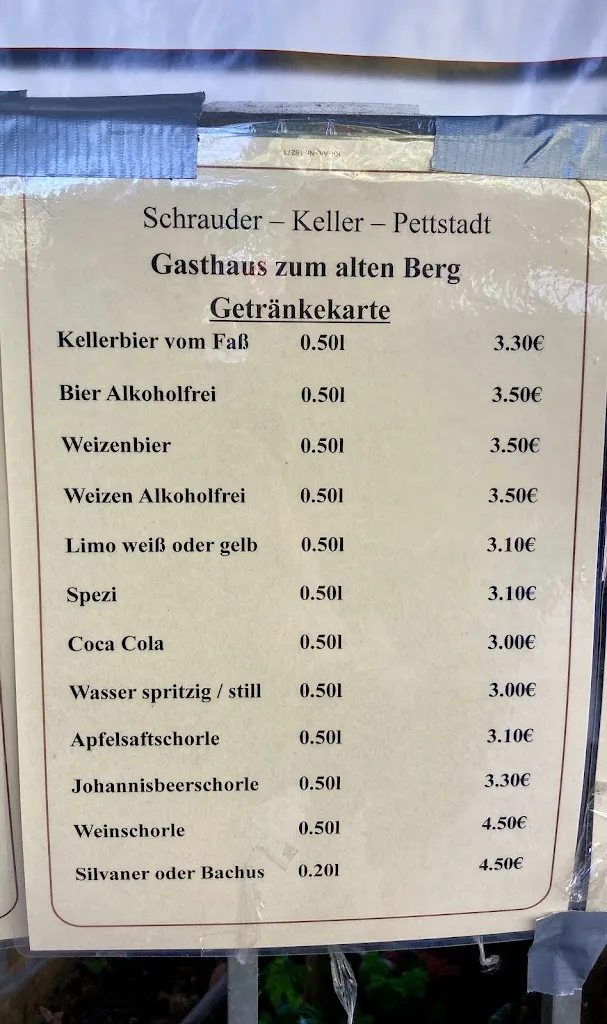 Schrauder – Keller – Pettstadt
Gasthaus zum alten Berg
Getränkekarte
Kellerbier vom Faß 0.50l 3.30€
Bier Alkoholfrei 0.50l 3.50€
Weizenbier 0.50l 3.50€
Weizen Alkoholfrei 0.50l 3.50€
Limo weiß oder gelb 0.50l 3.10€
Spezi 0.50l 3.10€
Coca Cola 0.50l 3.00€
Wasser spritzig / still 0.50l 3.00€
Apfelsaftschorle 0.50l 3.10€
Johannisbeerschorle 0.50l 3.30€
Weinschorle 0.50l 4.50€
Silvaner oder Bachus 0.20l 4.50€